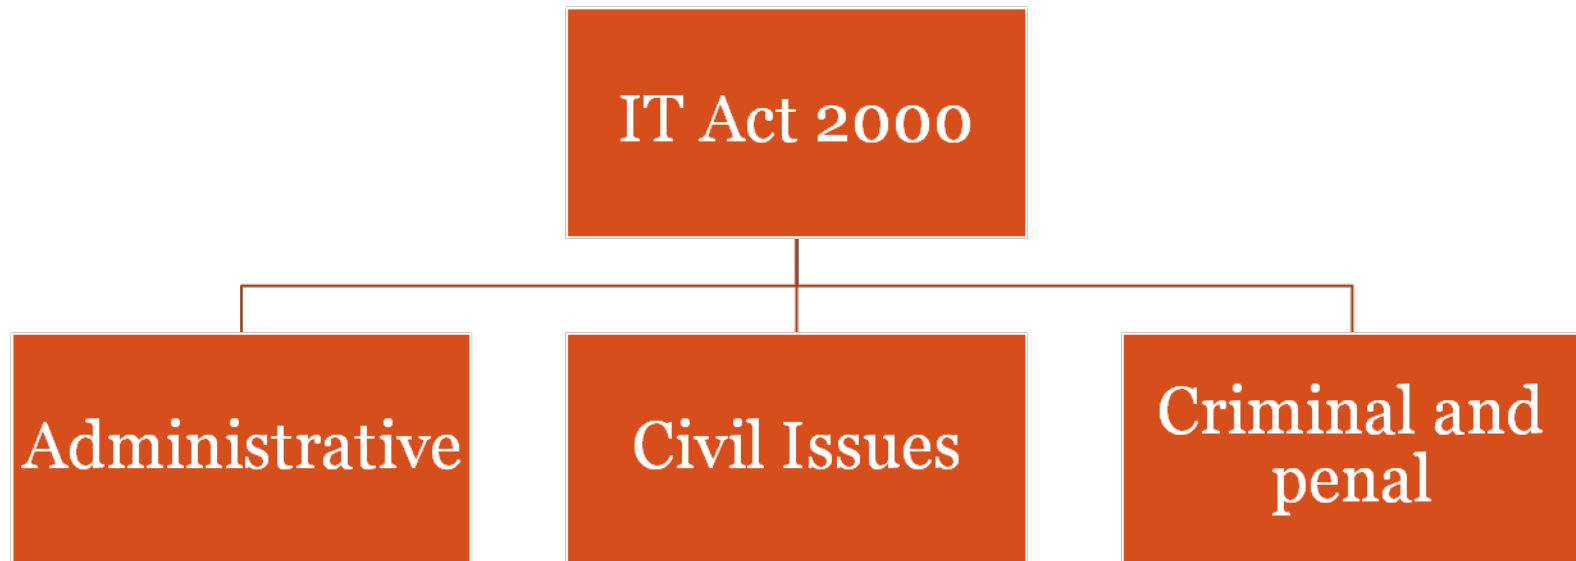 IT Act 2000
Administrative
Civil Issues
Criminal and
penal